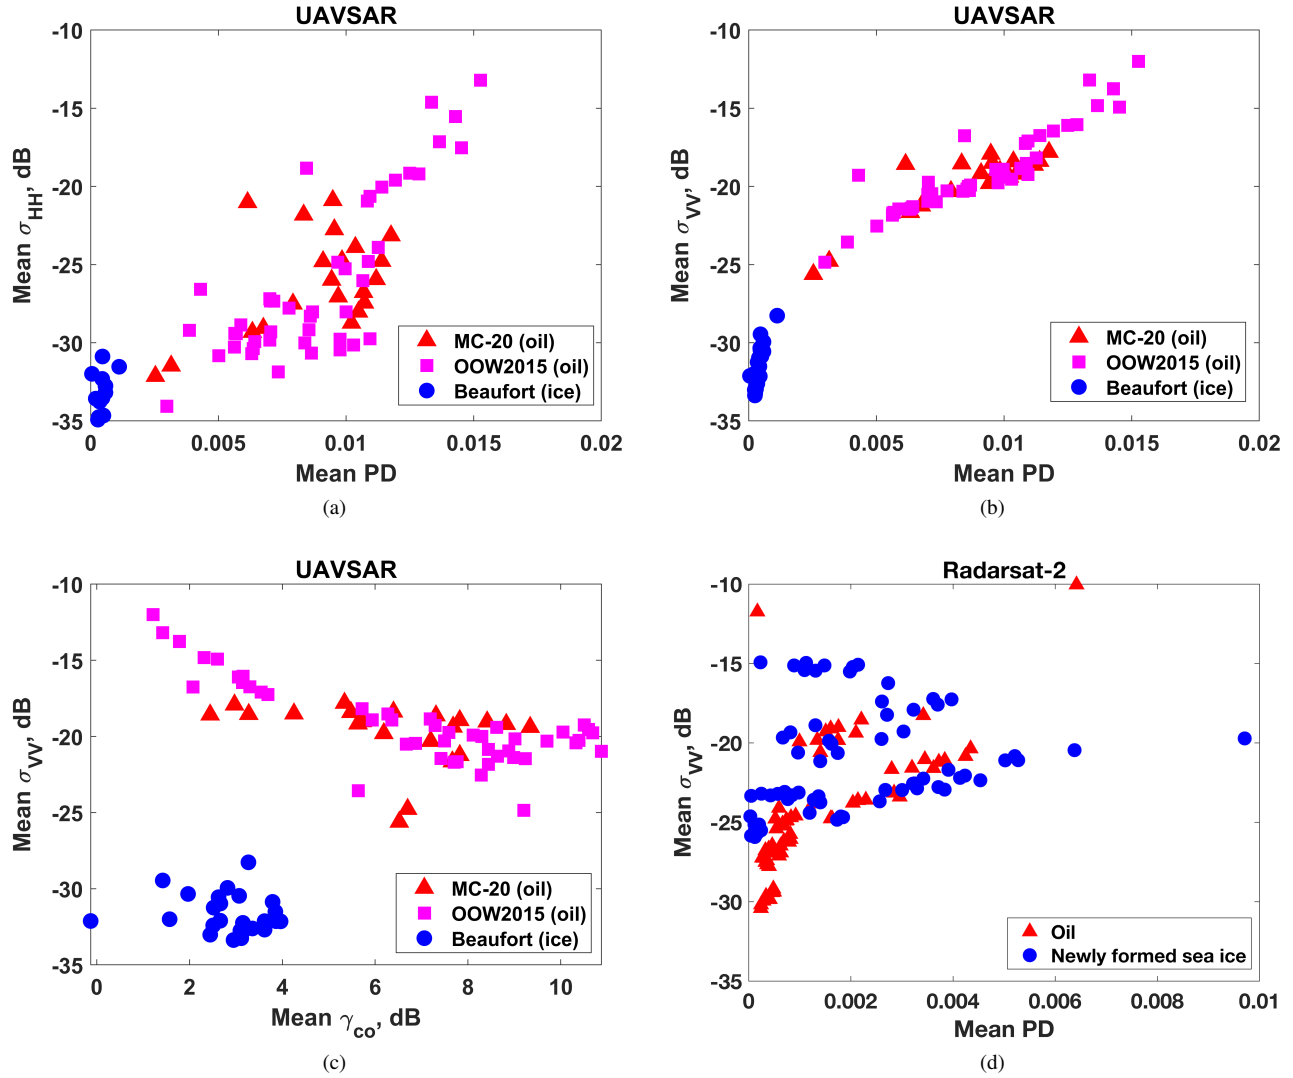 UAVSAR
-10
-15
-20
-25
-30
-35
Mean σHH, dB
MC-20 (oil)
OOW2015 (oil)
Beaufort (ice)
0 0.005 0.01 0.015 0.02
Mean PD
(a)
UAVSAR
-10
-15
-20
-25
-30
-35
Mean σVV, dB
MC-20 (oil)
OOW2015 (oil)
Beaufort (ice)
0 0.005 0.01 0.015 0.02
Mean PD
(b)
UAVSAR
-10
-15
-20
-25
-30
-35
Mean σVV, dB
MC-20 (oil)
OOW2015 (oil)
Beaufort (ice)
0 2 4 6 8 10
Mean γco, dB
(c)
Radarsat-2
-10
-15
-20
-25
-30
-35
Mean σVV, dB
Oil
Newly formed sea ice
0 0.002 0.004 0.006 0.008 0.01
Mean PD
(d)